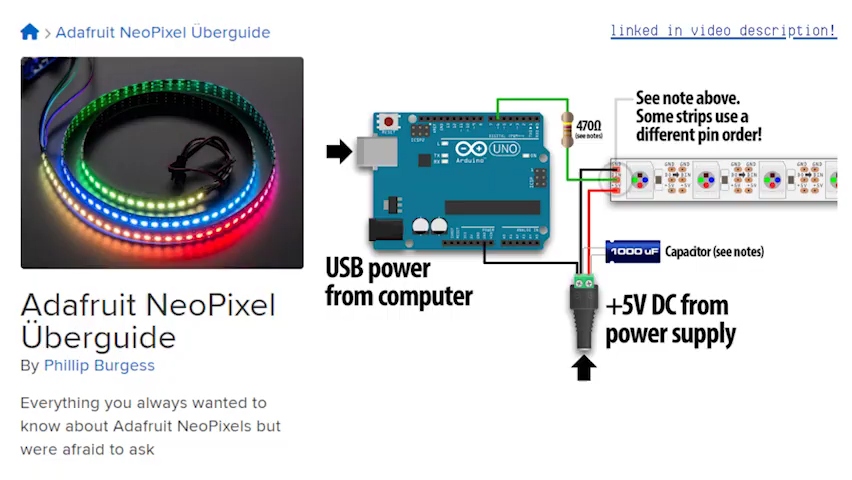 Adafruit NeoPixel Überguide
linked in video description!
See note above.
Some strips use a
different pin order!
470Ω
(see notes)
UNO
Arduino
1000 uF
Capacitor (see notes)
USB power
from computer
+5V DC from
power supply
Adafruit NeoPixel
Überguide
By Phillip Burgess
Everything you always wanted to
know about Adafruit NeoPixels but
were afraid to ask